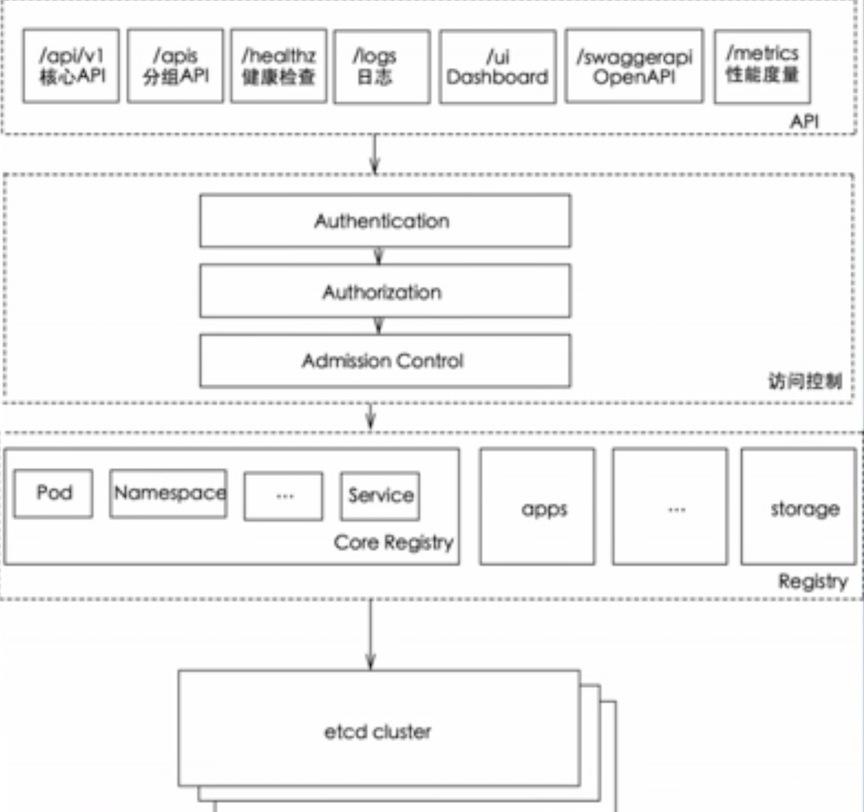 /api/v1
核心API
/apis
分组API
/healthz
健康检查
/logs
日志
/ui
Dashboard
/swaggerapi
OpenAPI
/metrics
性能度量
API
Authentication
Authorization
Admission Control
访问控制
Pod
Namespace
...
Service
Core Registry
apps
...
storage
Registry
etcd cluster